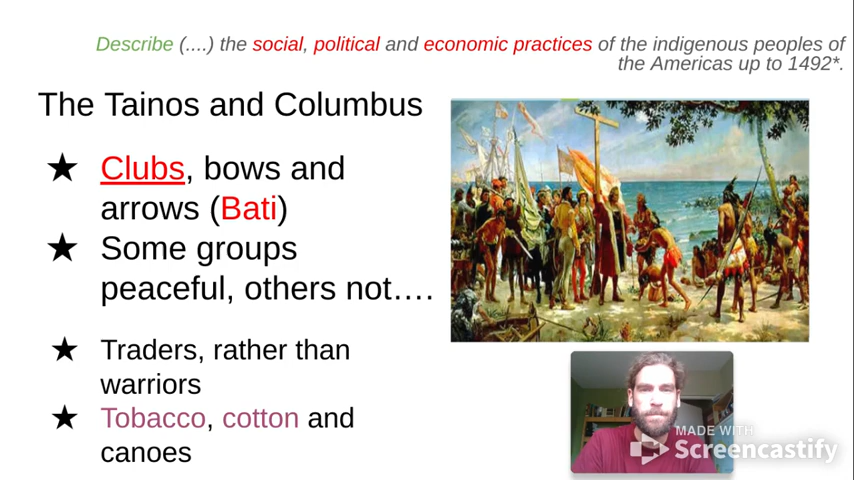 Describe (....) the social, political and economic practices of the indigenous peoples of
the Americas up to 1492*.
The Tainos and Columbus
★ Clubs, bows and
arrows (Bati)
★ Some groups
peaceful, others not….
★ Traders, rather than
warriors
★ Tobacco, cotton and
canoes
MADE WITH
Screencastify